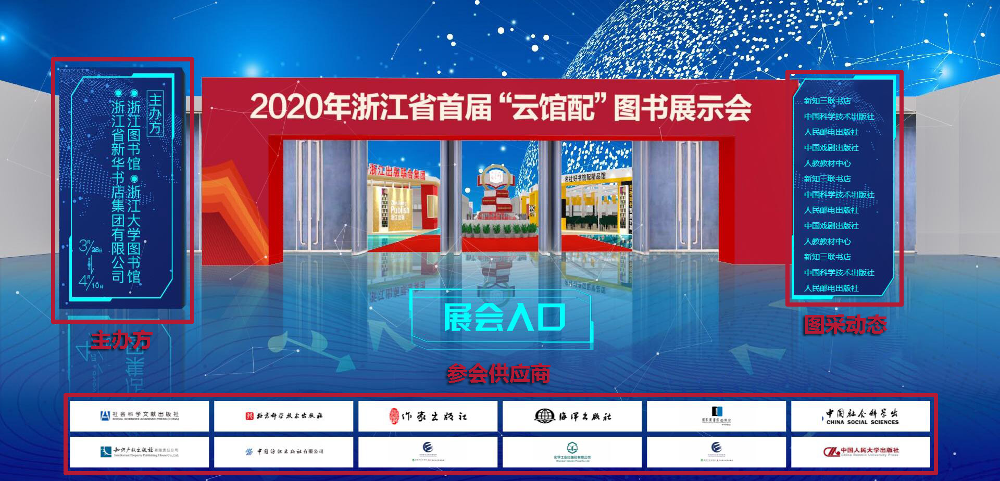 2020年浙江省首届“云馆配”图书展示会
主办方
◉浙江图书馆◉浙江大学图书馆
◉浙江省新华书店集团有限公司
3月/28日
4月/10日
主办方
浙江出版联合集团
ZheJiang
Publish
浙江出版
名社好书馆配精品馆
新知三联书店
中国科学技术出版社
人民邮电出版社
中国戏剧出版社
人教教材中心
新知三联书店
中国科学技术出版社
人民邮电出版社
中国戏剧出版社
人教教材中心
新知三联书店
中国科学技术出版社
人民邮电出版社
图采动态
展会入口
参会供应商
社会科学文献出版社
SOCIAL SCIENCES ACADEMIC PRESS (CHINA)
北京科学技术出版社
作家出版社
海洋出版社
国家图书馆出版社
中国社会科学出
CHINA SOCIAL SCIENCES
知识产权出版社有限责任公司
Intellectual Property Publishing House Co., Ltd.
中国纺织出版社有限公司
化学工业出版社有限公司
Chemical Industry Press Co., Ltd.
中国人民大学出版社
China Renmin University Press